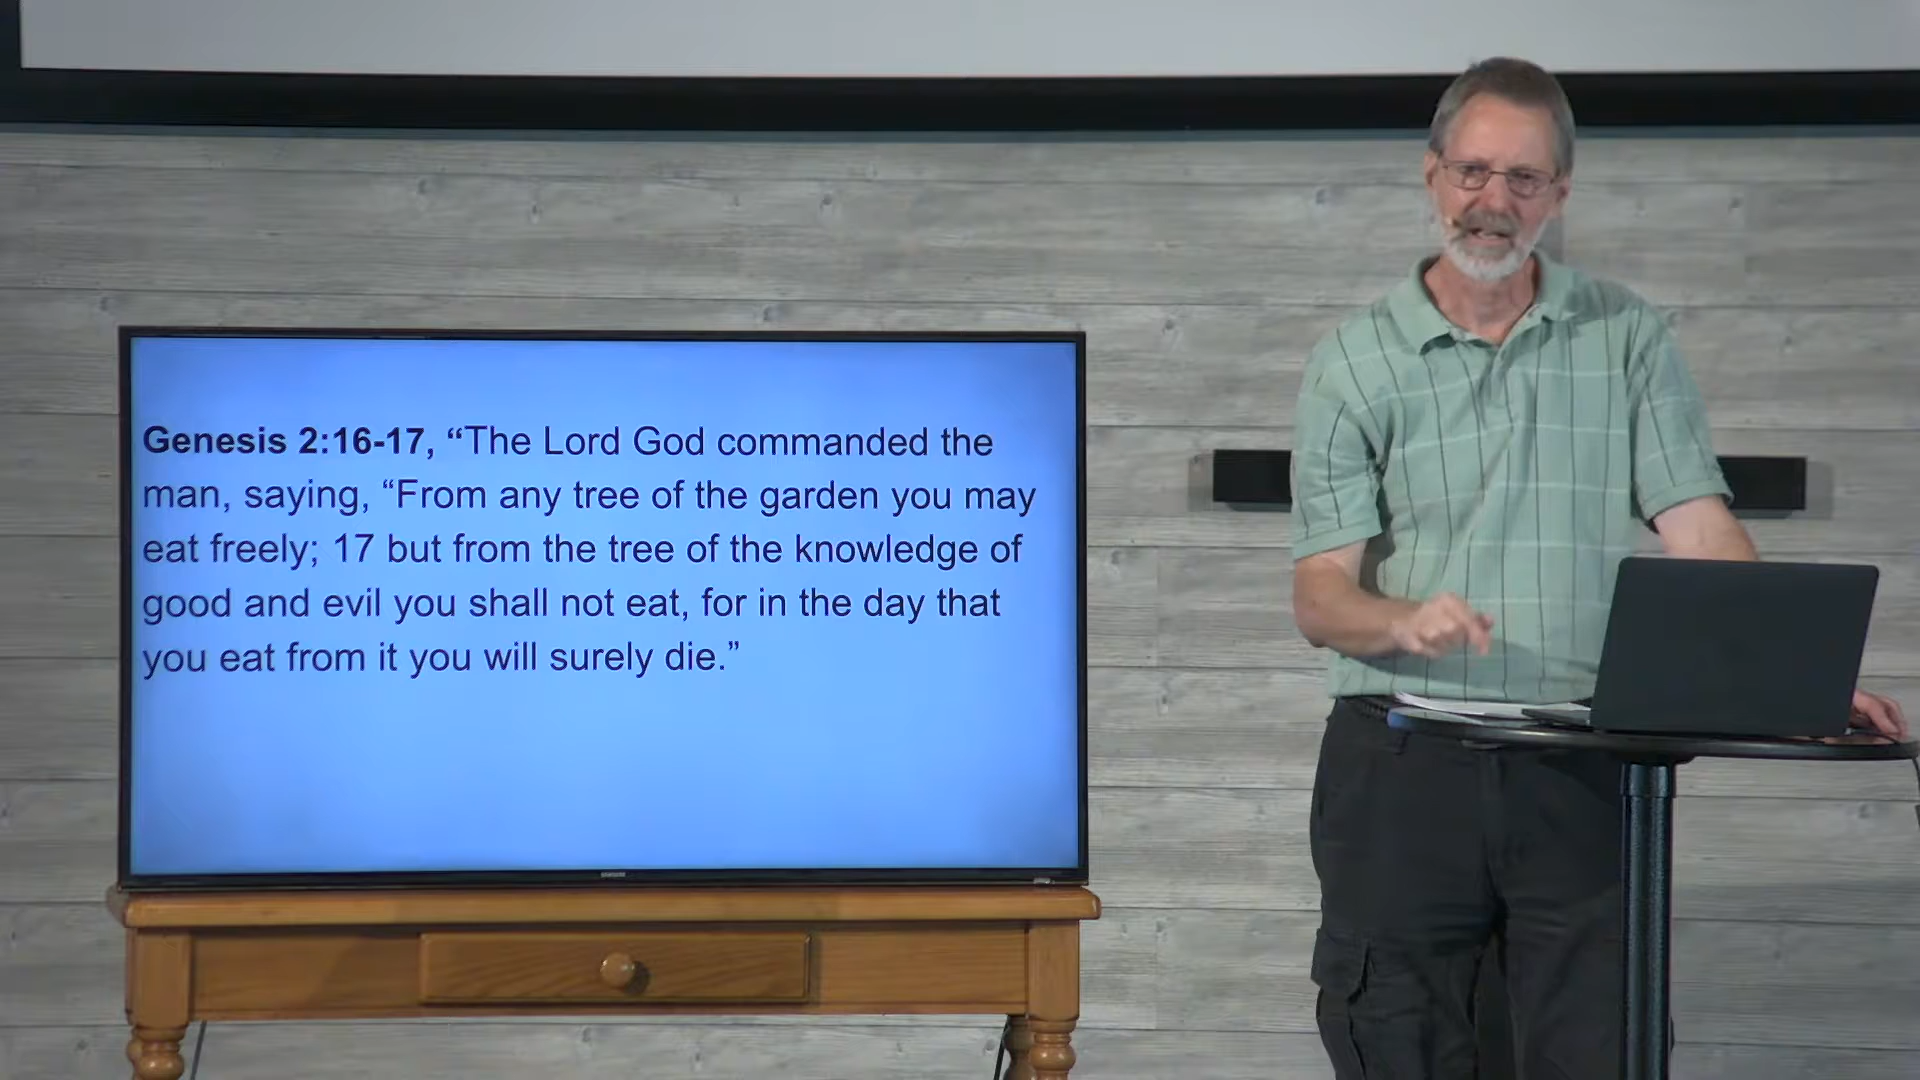 Genesis 2:16-17, “The Lord God commanded the
man, saying, “From any tree of the garden you may
eat freely; 17 but from the tree of the knowledge of
good and evil you shall not eat, for in the day that
you eat from it you will surely die.”
SAMSUNG